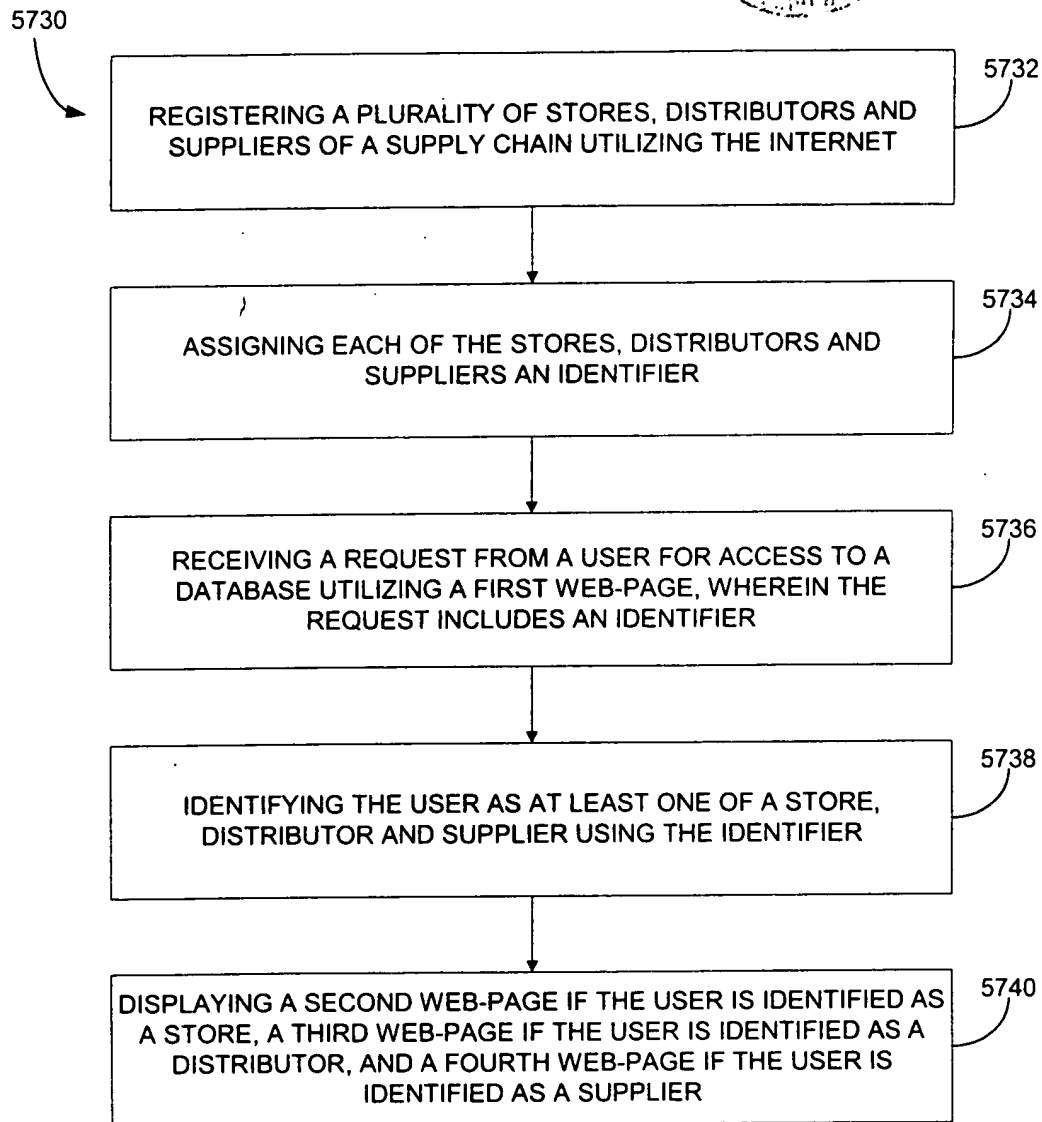 5730
5732
REGISTERING A PLURALITY OF STORES, DISTRIBUTORS AND
SUPPLIERS OF A SUPPLY CHAIN UTILIZING THE INTERNET
5734
ASSIGNING EACH OF THE STORES, DISTRIBUTORS AND
SUPPLIERS AN IDENTIFIER
5736
RECEIVING A REQUEST FROM A USER FOR ACCESS TO A
DATABASE UTILIZING A FIRST WEB-PAGE, WHEREIN THE
REQUEST INCLUDES AN IDENTIFIER
5738
IDENTIFYING THE USER AS AT LEAST ONE OF A STORE,
DISTRIBUTOR AND SUPPLIER USING THE IDENTIFIER
5740
DISPLAYING A SECOND WEB-PAGE IF THE USER IS IDENTIFIED AS
A STORE, A THIRD WEB-PAGE IF THE USER IS IDENTIFIED AS A
DISTRIBUTOR, AND A FOURTH WEB-PAGE IF THE USER IS
IDENTIFIED AS A SUPPLIER